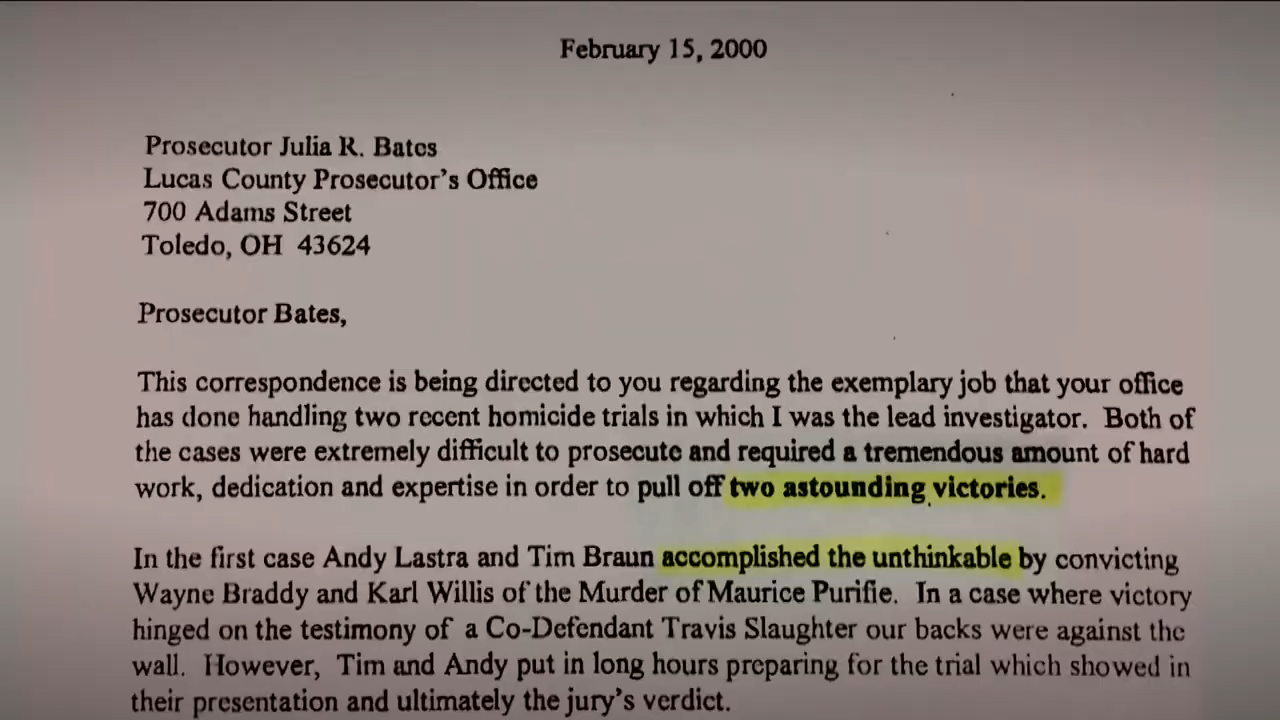 February 15, 2000
Prosecutor Julia R. Bates
Lucas County Prosecutor's Office
700 Adams Street
Toledo, OH 43624
Prosecutor Bates,
This correspondence is being directed to you regarding the exemplary job that your office
has done handling two recent homicide trials in which I was the lead investigator. Both of
the cases were extremely difficult to prosecute and required a tremendous amount of hard
work, dedication and expertise in order to pull off two astounding victories.
In the first case Andy Lastra and Tim Braun accomplished the unthinkable by convicting
Wayne Braddy and Karl Willis of the Murder of Maurice Purifie. In a case where victory
hinged on the testimony of a Co-Defendant Travis Slaughter our backs were against the
wall. However, Tim and Andy put in long hours preparing for the trial which showed in
their presentation and ultimately the jury's verdict.